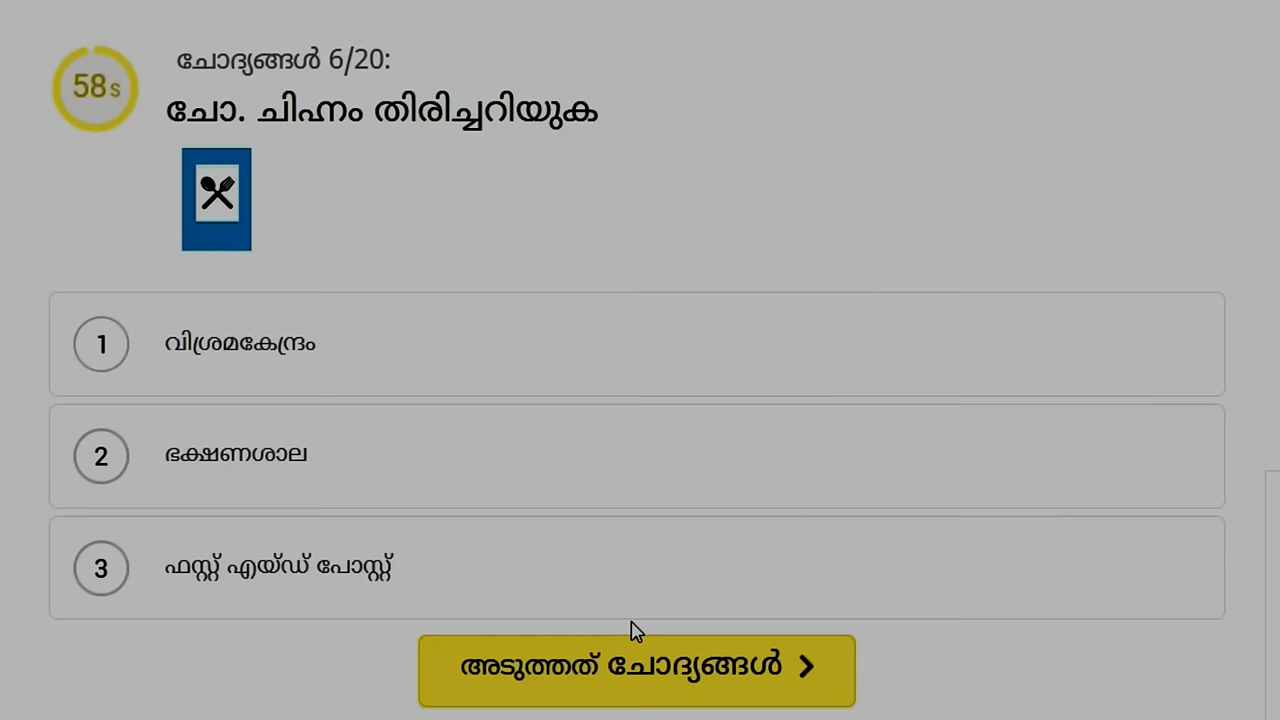 58s
ചോദ്യങ്ങൾ 6/20:
ചോ. ചിഹ്നം തിരിച്ചറിയുക
1 വിശ്രമകേന്ദ്രം
2 ഭക്ഷണശാല
3 ഫസ്റ്റ് എയ്ഡ് പോസ്റ്റ്
അടുത്തത് ചോദ്യങ്ങൾ